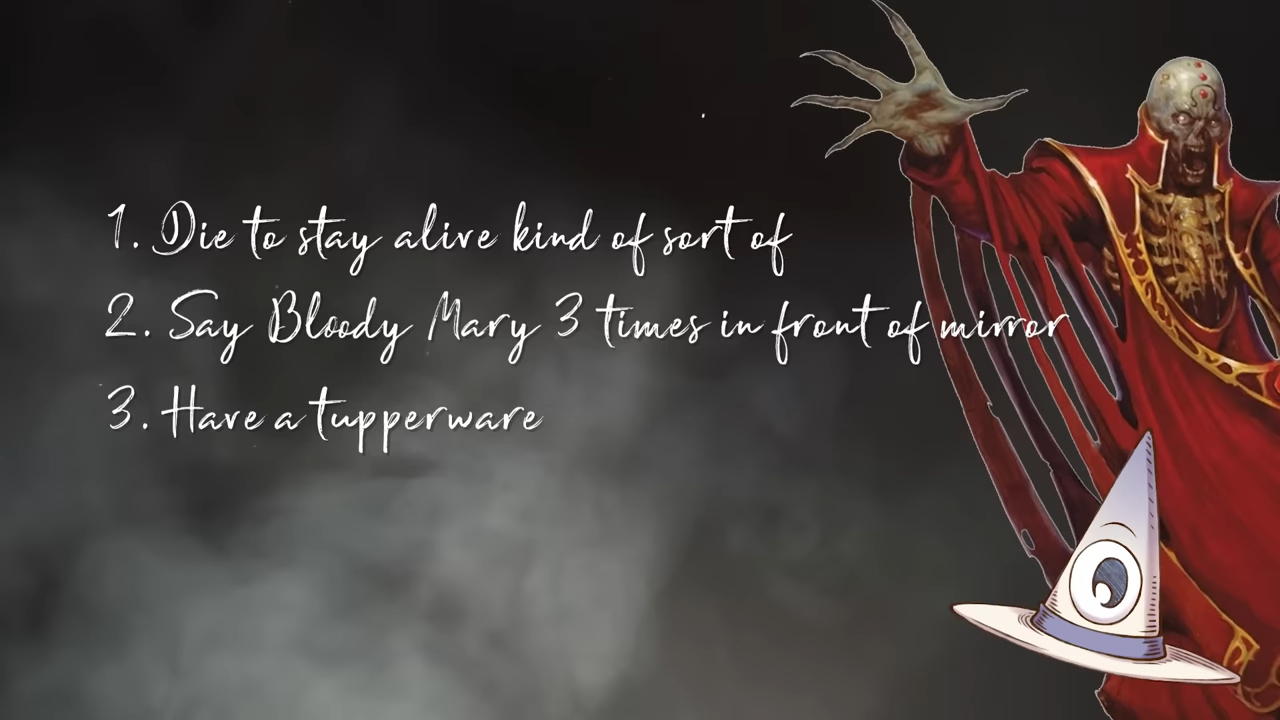 1. Die to stay alive kind of sort of
2. Say Bloody Mary 3 times in front of mirror
3. Have a tupperware